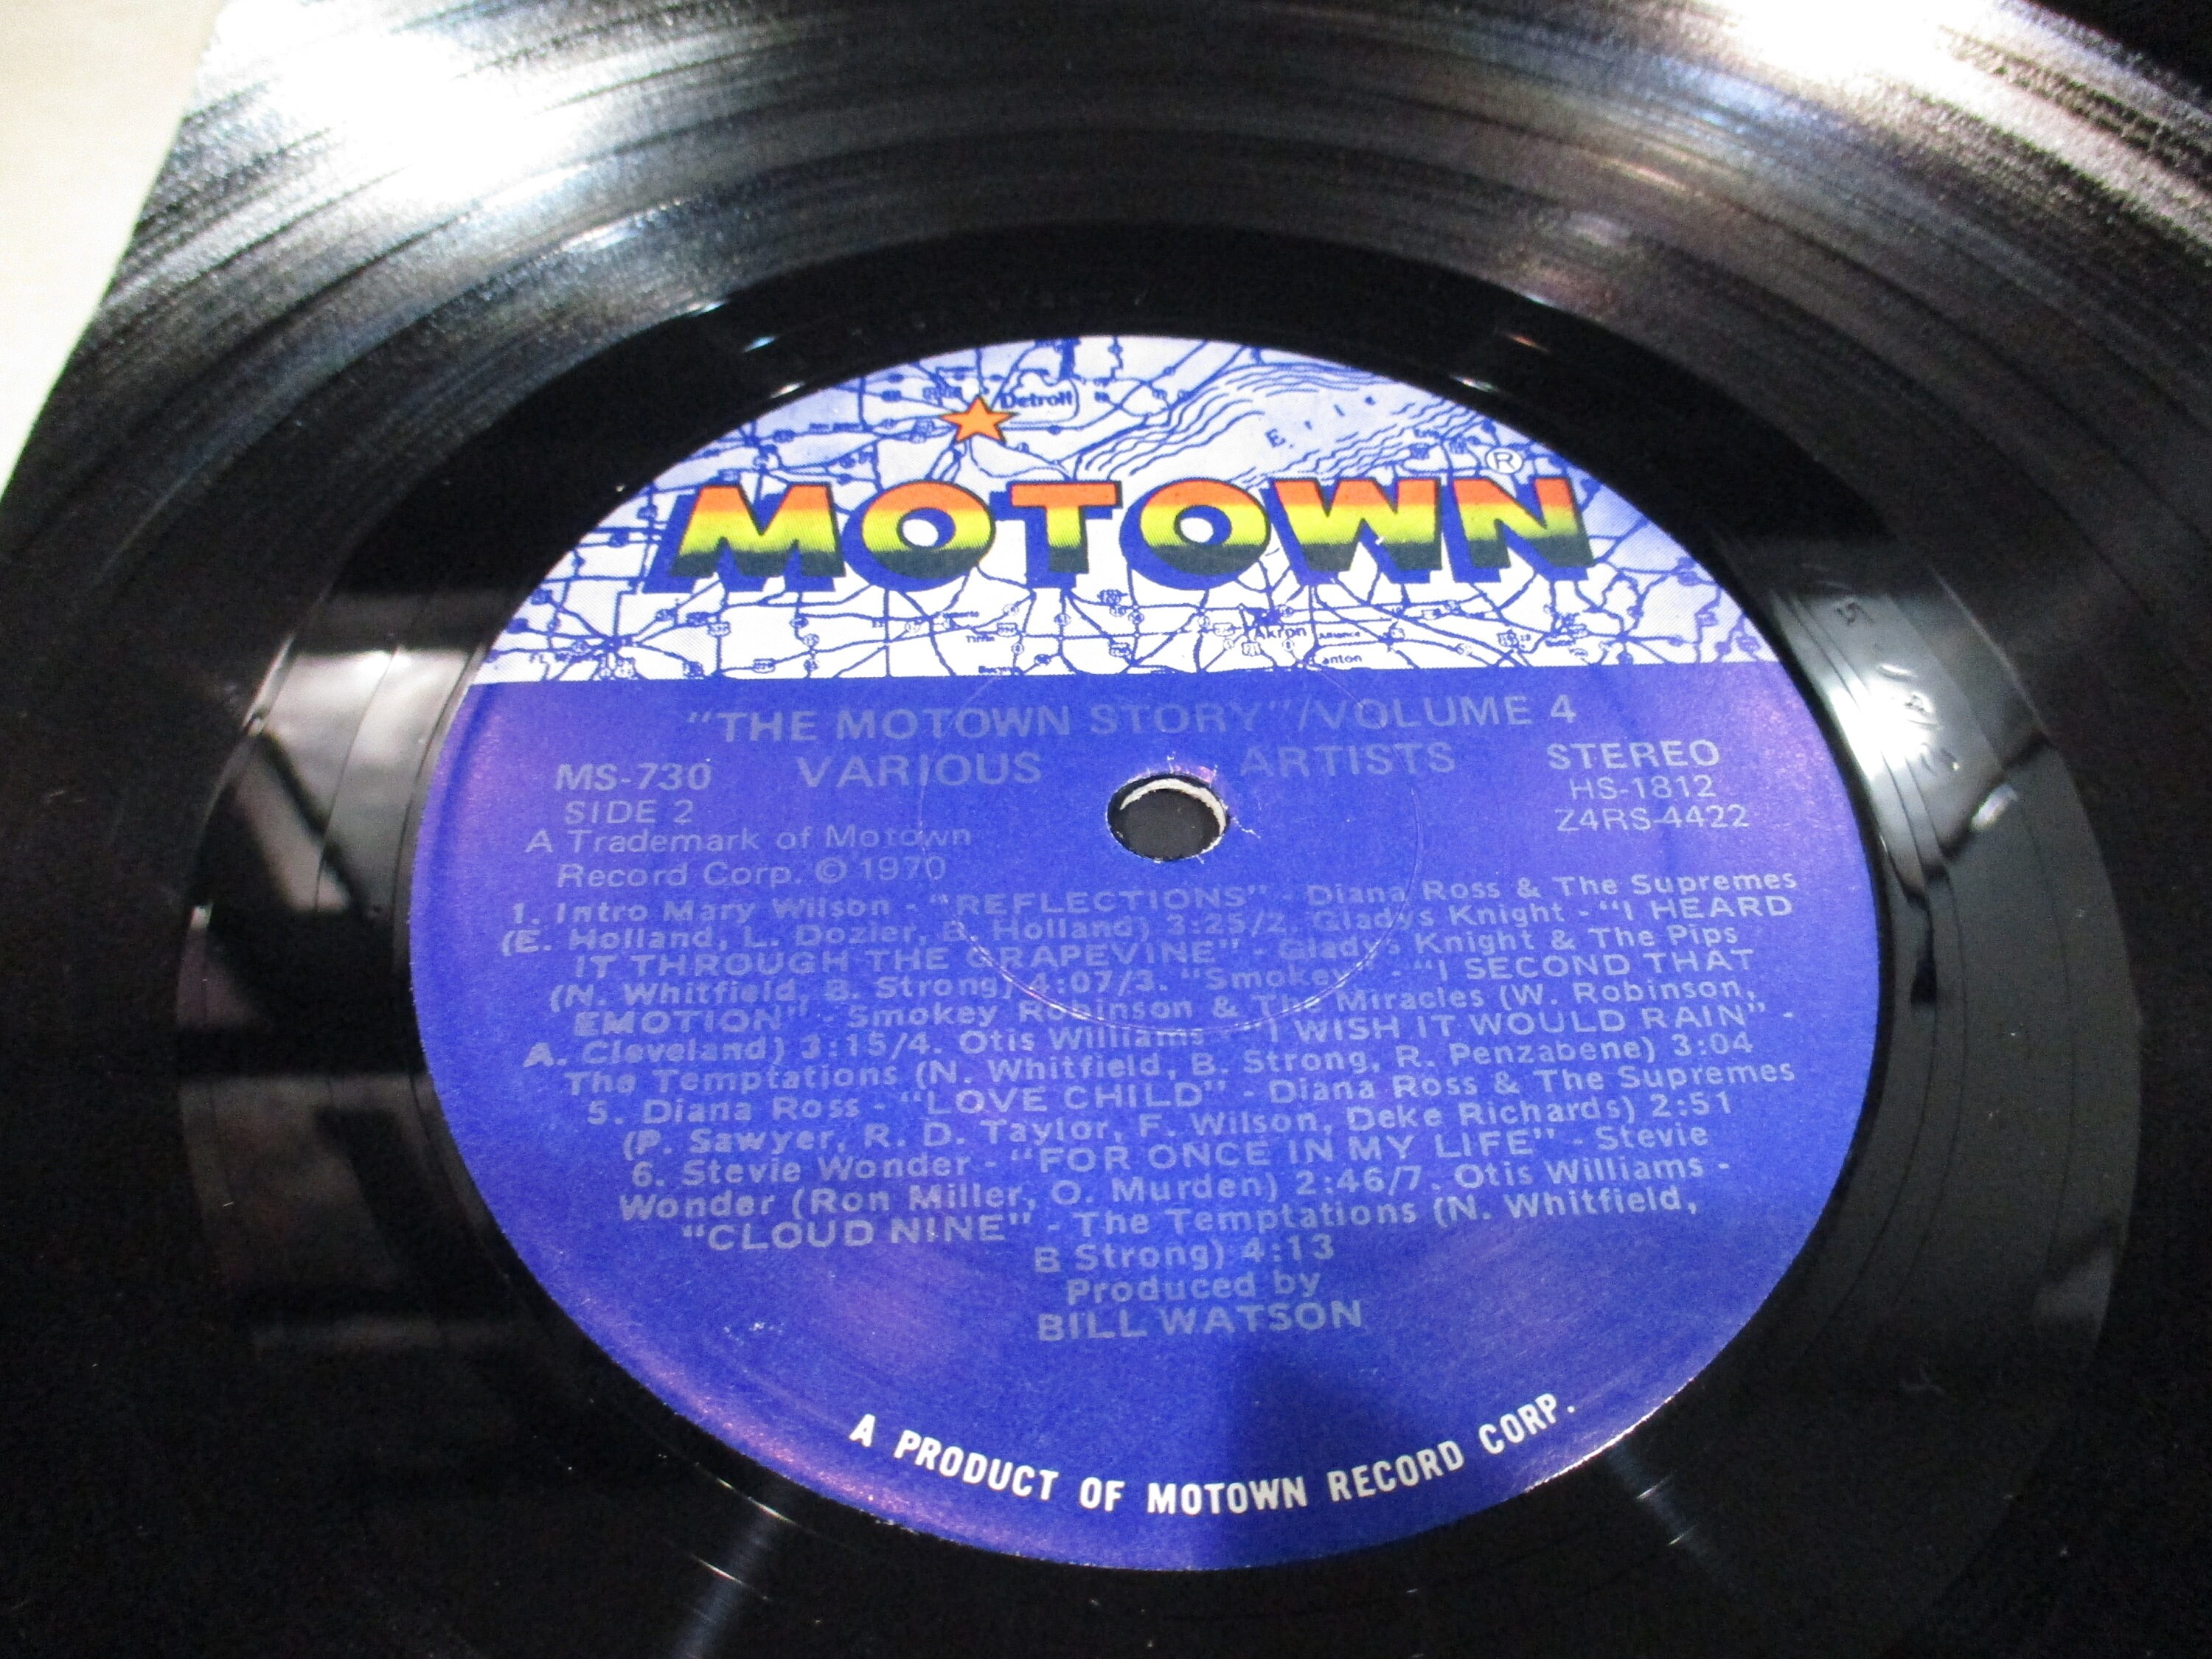 Detroit
E r i e
®
MOTOWN
Akron
ALLIANCE
anton
"THE MOTOWN STORY"/VOLUME 4
MS-730 VARIOUS ARTISTS STEREO
SIDE 2 HS-1812
A Trademark of Motown Z4RS-4422
Record Corp. © 1970
1. Intro Mary Wilson - "REFLECTIONS" - Diana Ross & The Supremes
(E. Holland, L. Dozier, B. Holland) 3:25/2. Gladys Knight - "I HEARD
IT THROUGH THE GRAPEVINE" - Gladys Knight & The Pips
(N. Whitfield, B. Strong) 4:07/3. "Smokey" - "I SECOND THAT
EMOTION" - Smokey Robinson & The Miracles (W. Robinson,
A. Cleveland) 3:15/4. Otis Williams - "I WISH IT WOULD RAIN" -
The Temptations (N. Whitfield, B. Strong, R. Penzabene) 3:04
5. Diana Ross - "LOVE CHILD" - Diana Ross & The Supremes
(P. Sawyer, R. D. Taylor, F. Wilson, Deke Richards) 2:51
6. Stevie Wonder - "FOR ONCE IN MY LIFE" - Stevie
Wonder (Ron Miller, O. Murden) 2:46/7. Otis Williams -
"CLOUD NINE" - The Temptations (N. Whitfield,
B Strong) 4:13
Produced by
BILL WATSON
A PRODUCT OF MOTOWN RECORD CORP.